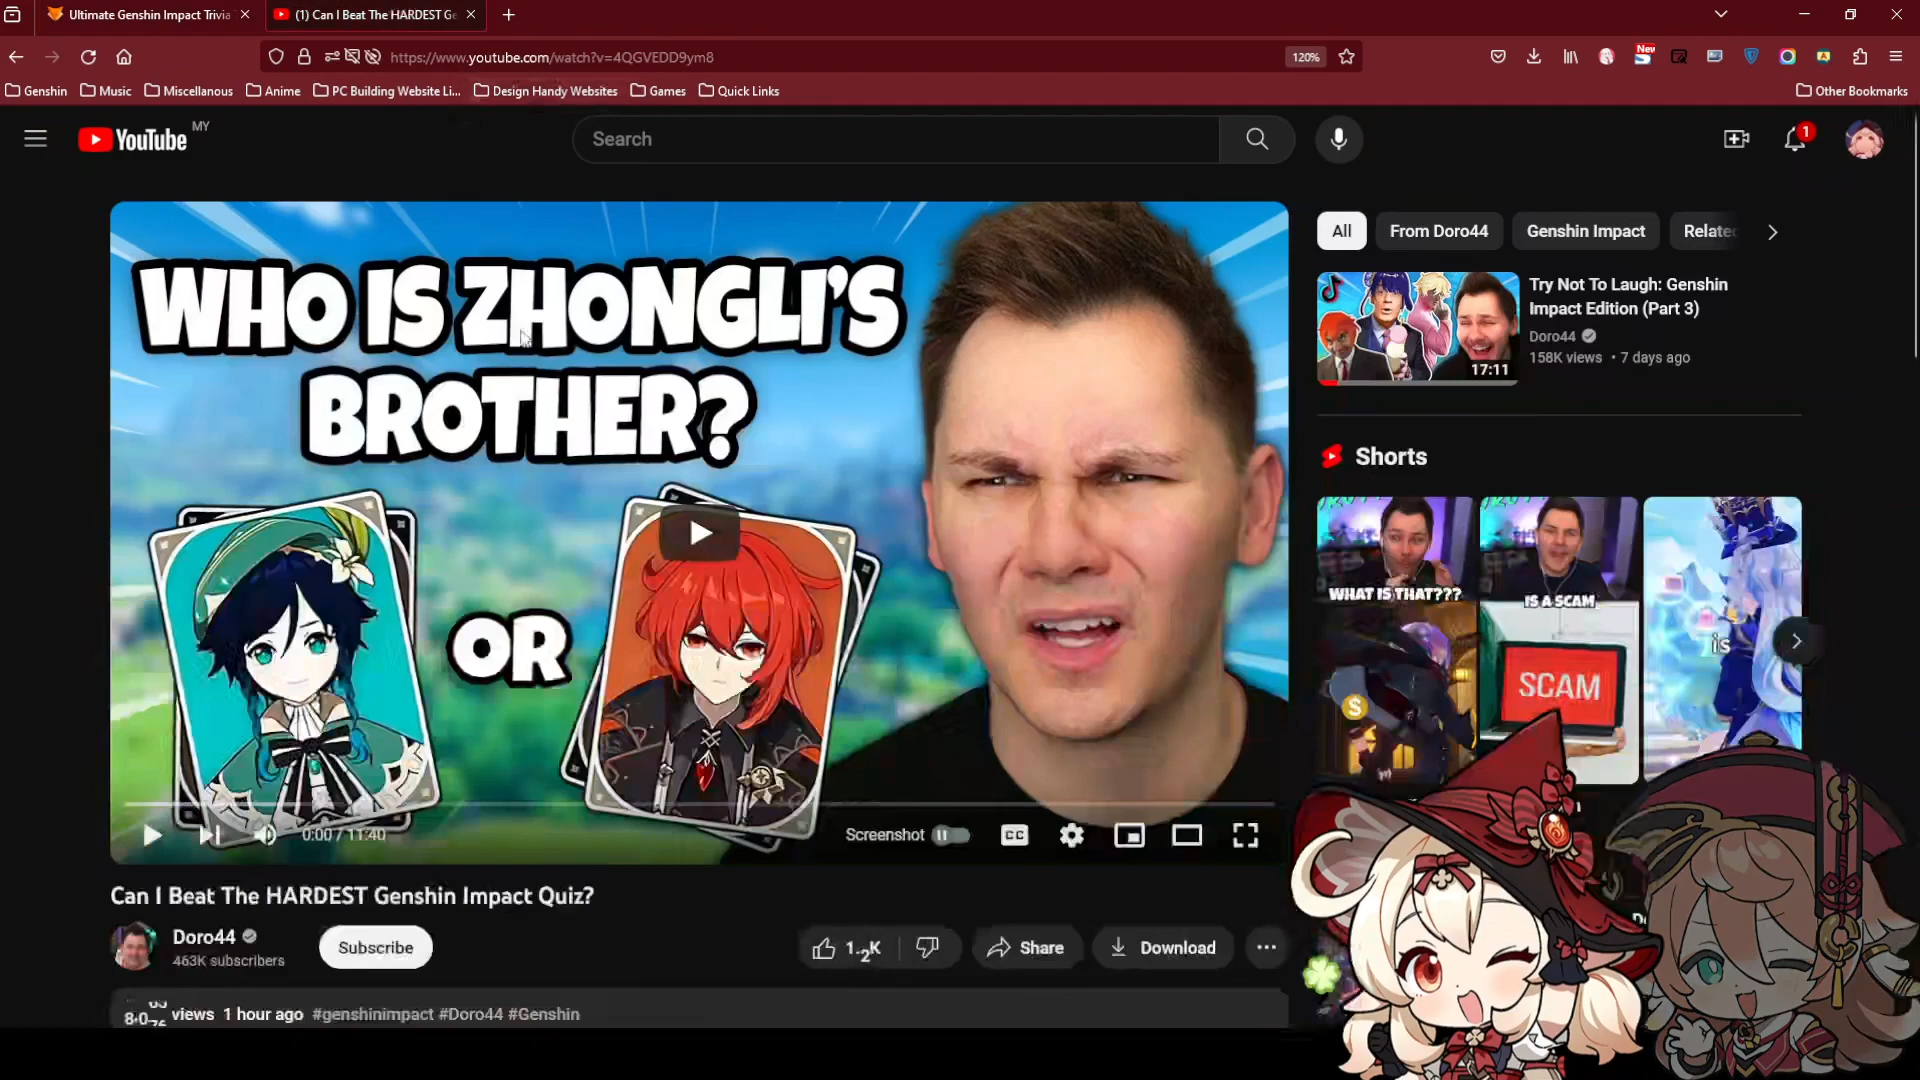 Ultimate Genshin Impact Trivia
(1) Can I Beat The HARDEST Ge
https://www.youtube.com/watch?v=4QGVEDD9ym8
120%
New
Genshin
Music
Miscellanous
Anime
PC Building Website Li...
Design Handy Websites
Games
Quick Links
Other Bookmarks
YouTube
MY
Search
1
WHO IS ZHONGLI'S
BROTHER?
OR
0:00 / 11:40
Screenshot
CC
Can I Beat The HARDEST Genshin Impact Quiz?
Doro44
463K subscribers
Subscribe
Share
Download
views 1 hour ago #genshinimpact #Doro44 #Genshin
All
From Doro44
Genshin Impact
Relate
Try Not To Laugh: Genshin
Impact Edition (Part 3)
Doro44
158K views • 7 days ago
17:11
Shorts
WHAT IS THAT???
IS A SCAM
SCAM
is